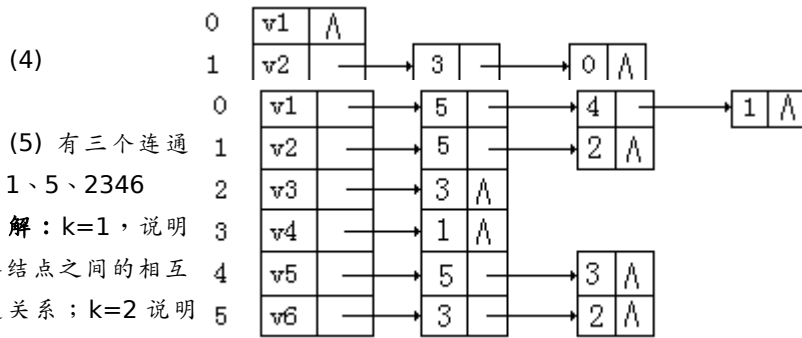 0 v1 Λ
(4) 1 v2 3 0 Λ
0 v1 5 4 1 Λ
(5) 有三个连通 1 v2 5 2 Λ
1、5、2346 2 v3 3 Λ
解：k=1，说明 3 v4 1 Λ
结点之间的相互 4 v5 5 3 Λ
关系；k=2 说明 5 v6 3 2 Λ